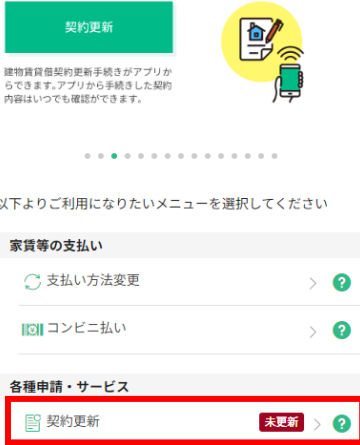 契約更新
建物賃貸借契約更新手続きがアプリか
らできます。アプリから手続きした契約
内容はいつでも確認ができます。
以下よりご利用になりたいメニューを選択してください
家賃等の支払い
支払い方法変更
?
コンビニ払い
?
各種申請・サービス
契約更新 未更新
?